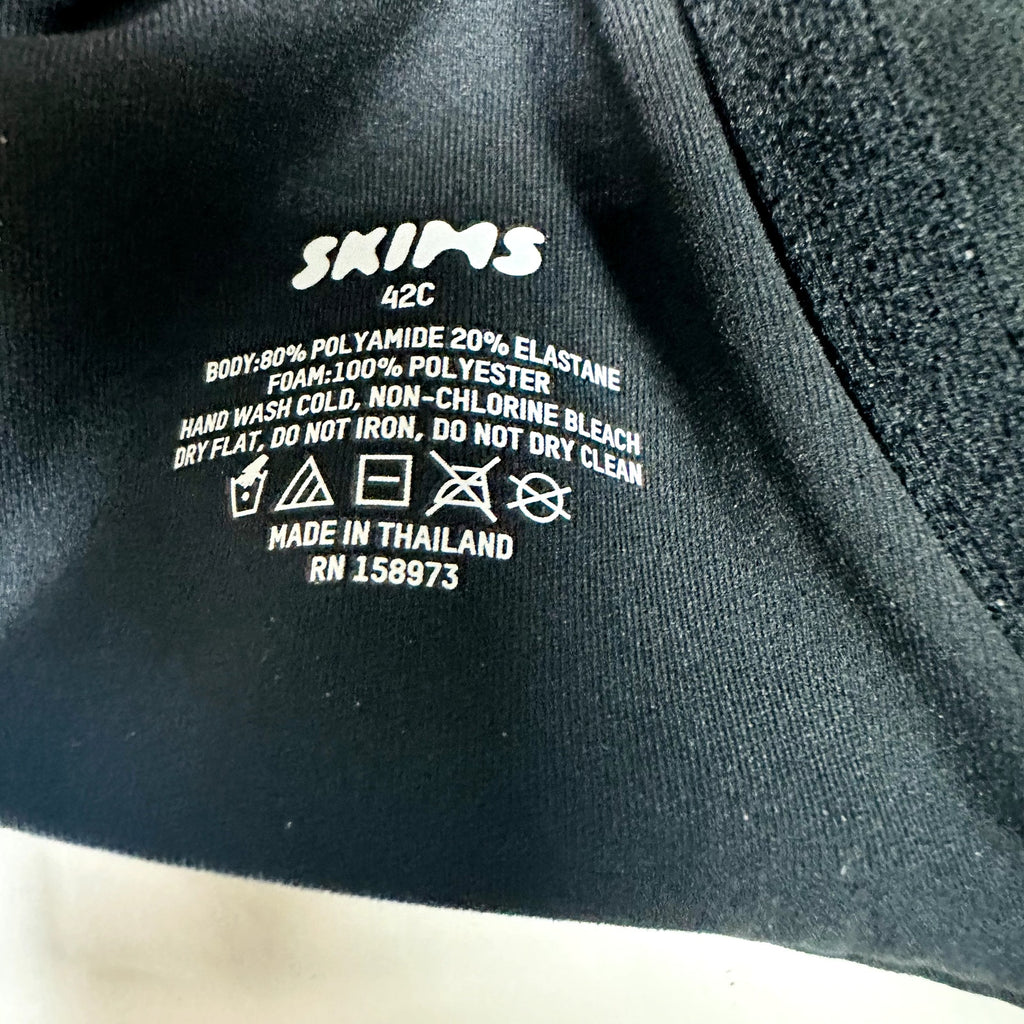 SKIMS
42C
BODY:80% POLYAMIDE 20% ELASTANE
FOAM:100% POLYESTER
HAND WASH COLD, NON-CHLORINE BLEACH
DRY FLAT, DO NOT IRON, DO NOT DRY CLEAN
MADE IN THAILAND
RN 158973